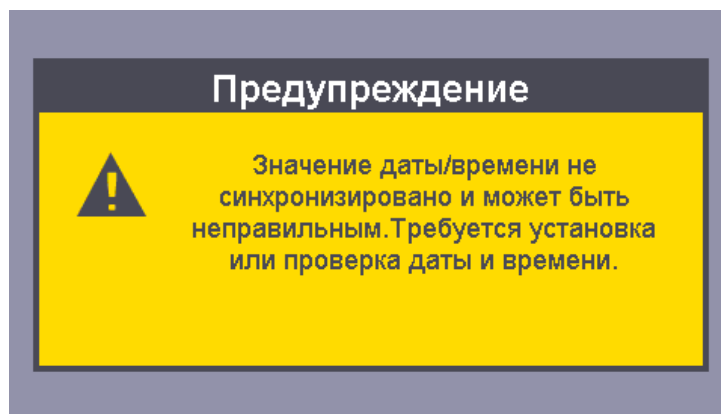 Предупреждение
Значение даты/времени не
синхронизировано и может быть
неправильным.Требуется установка
или проверка даты и времени.